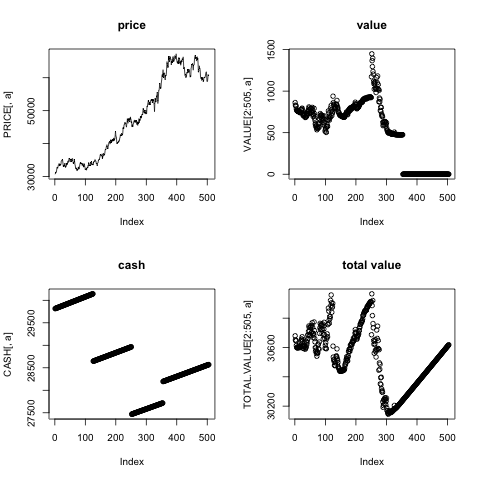 price
PRICE[, a]
30000 50000
0 100 200 300 400 500
Index
value
VALUE[2:505, a]
0 500 1000 1500
0 100 200 300 400 500
Index
cash
CASH[, a]
27500 28500 29500
0 100 200 300 400 500
Index
total value
TOTAL.VALUE[2:505, a]
30200 30600
0 100 200 300 400 500
Index